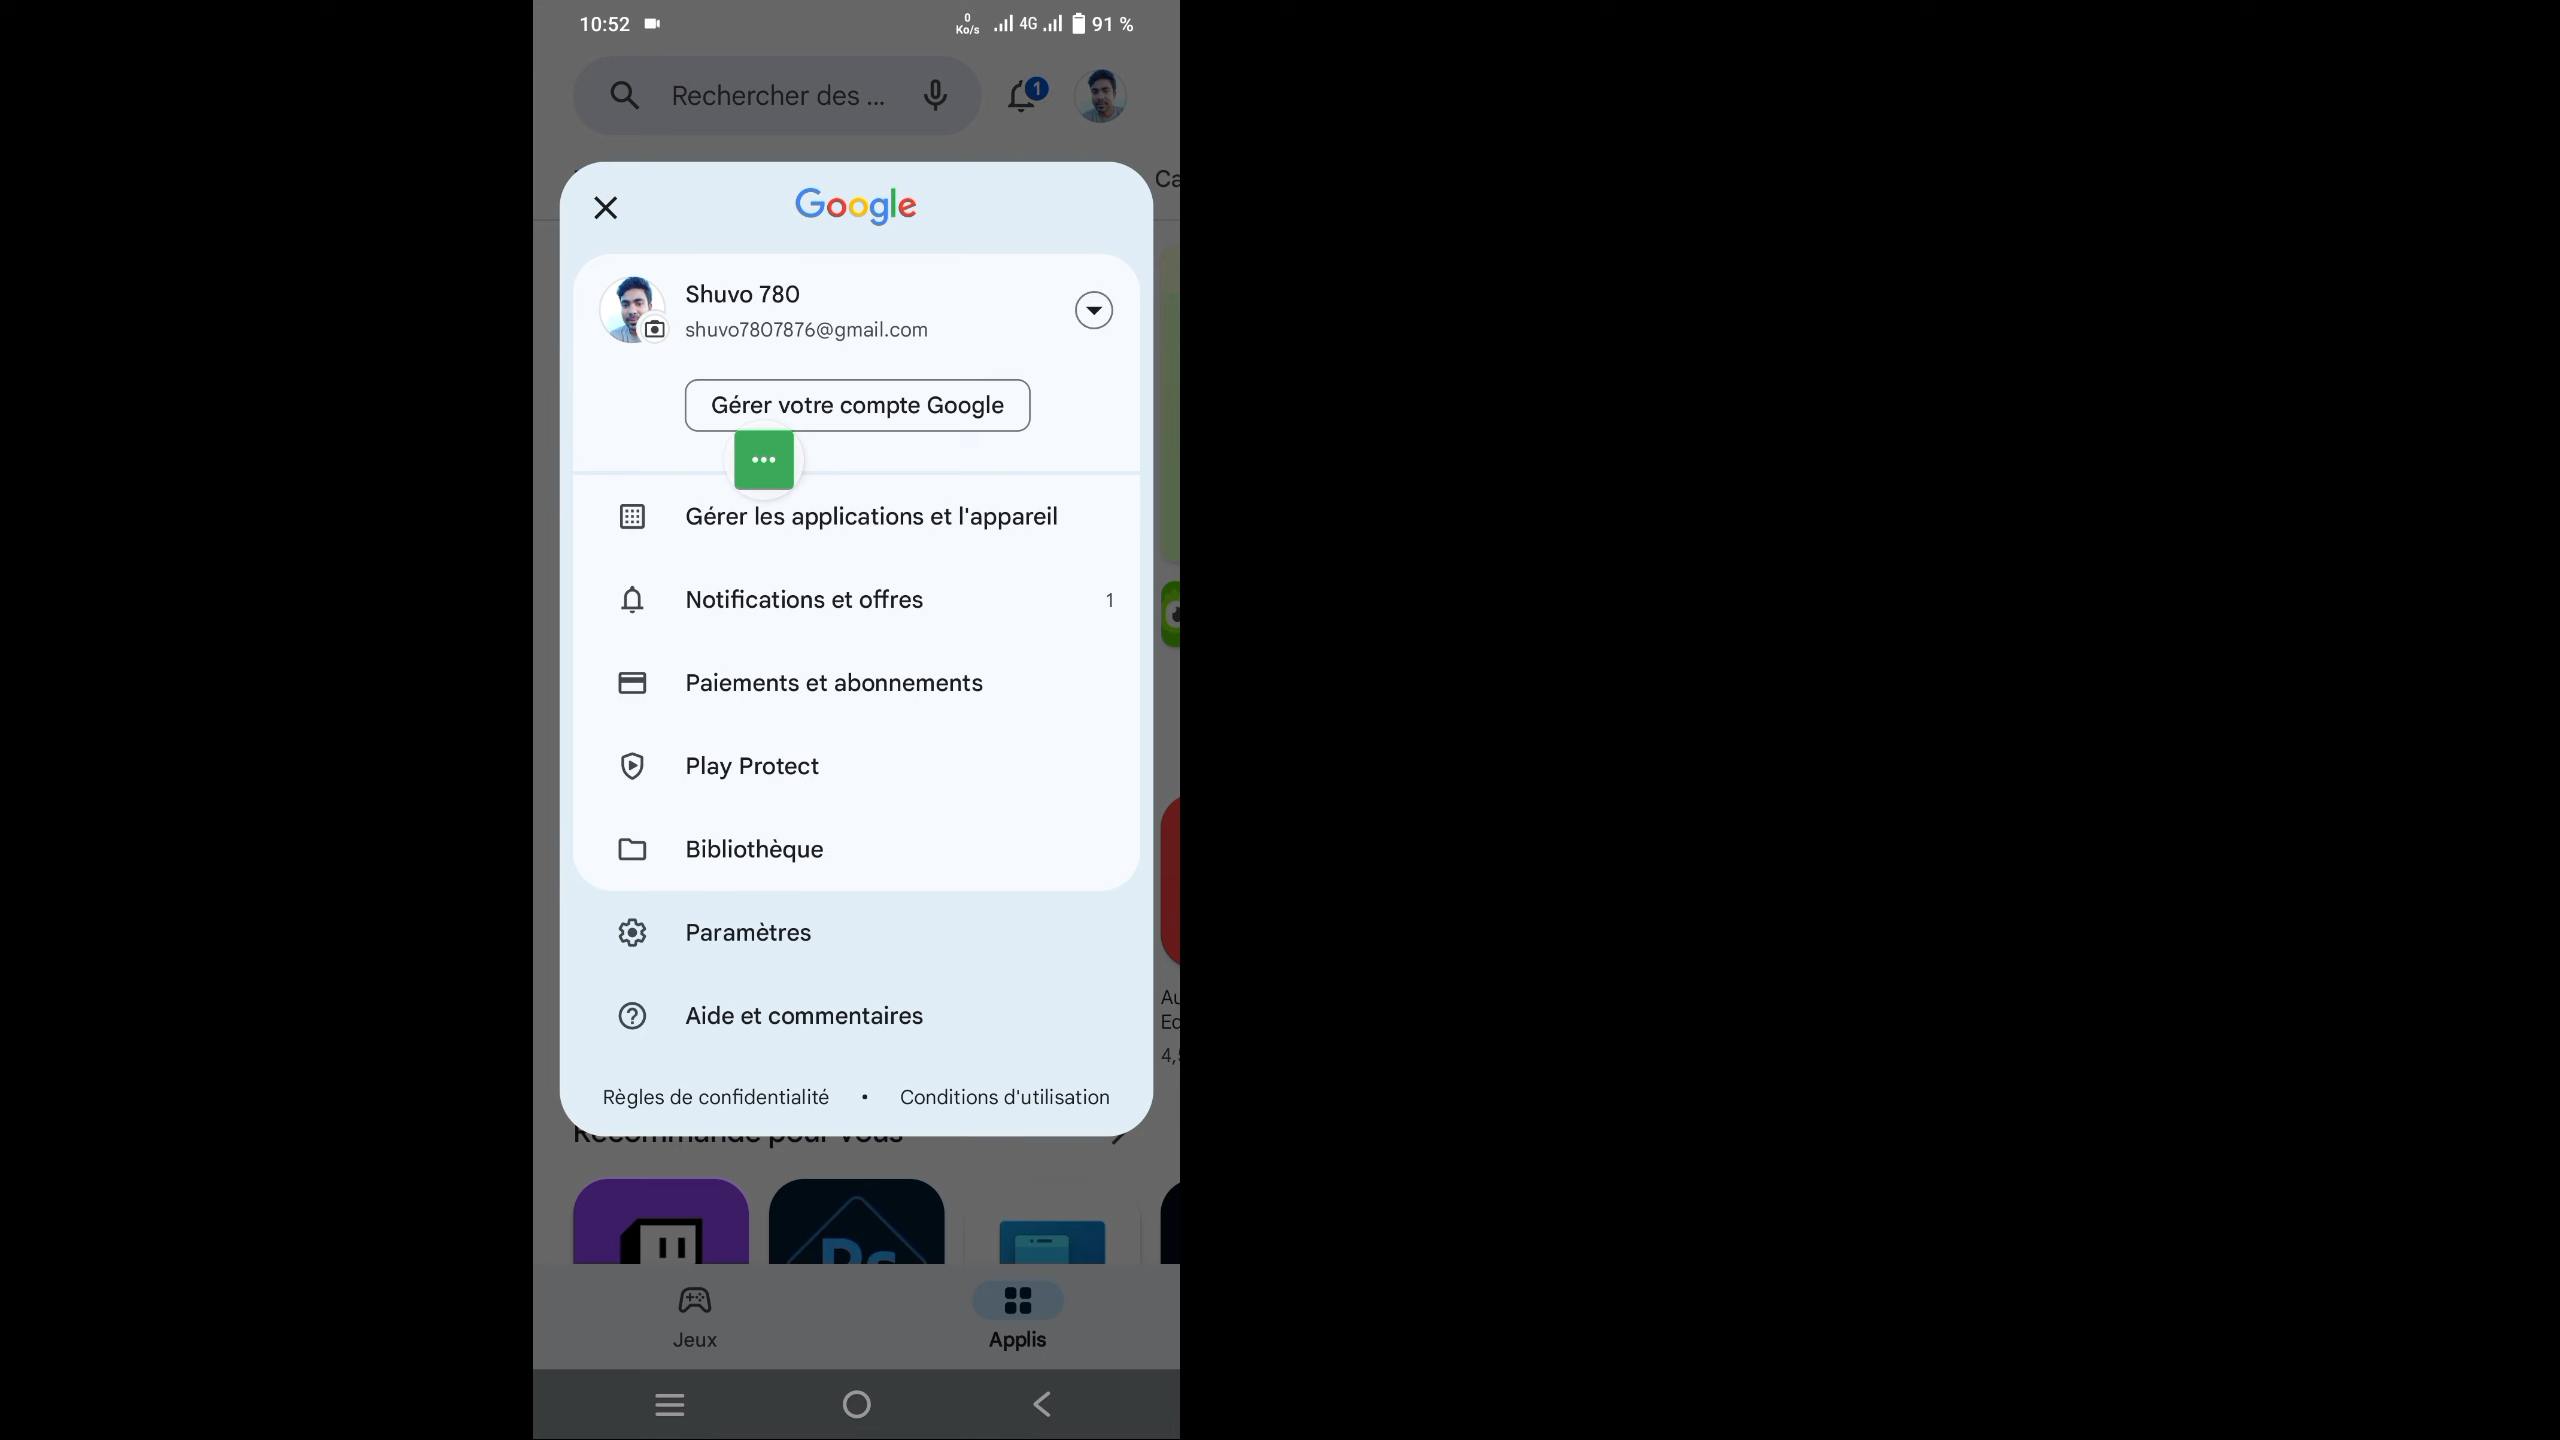 10:52
0 Ko/s 4G 91 %
Rechercher des ...
1
Ca
Google
Shuvo 780
shuvo7807876@gmail.com
Gérer votre compte Google
Gérer les applications et l'appareil
Notifications et offres 1
Paiements et abonnements
Play Protect
Bibliothèque
Paramètres
Aide et commentaires
Règles de confidentialité • Conditions d'utilisation
pour vous
Jeux
Applis